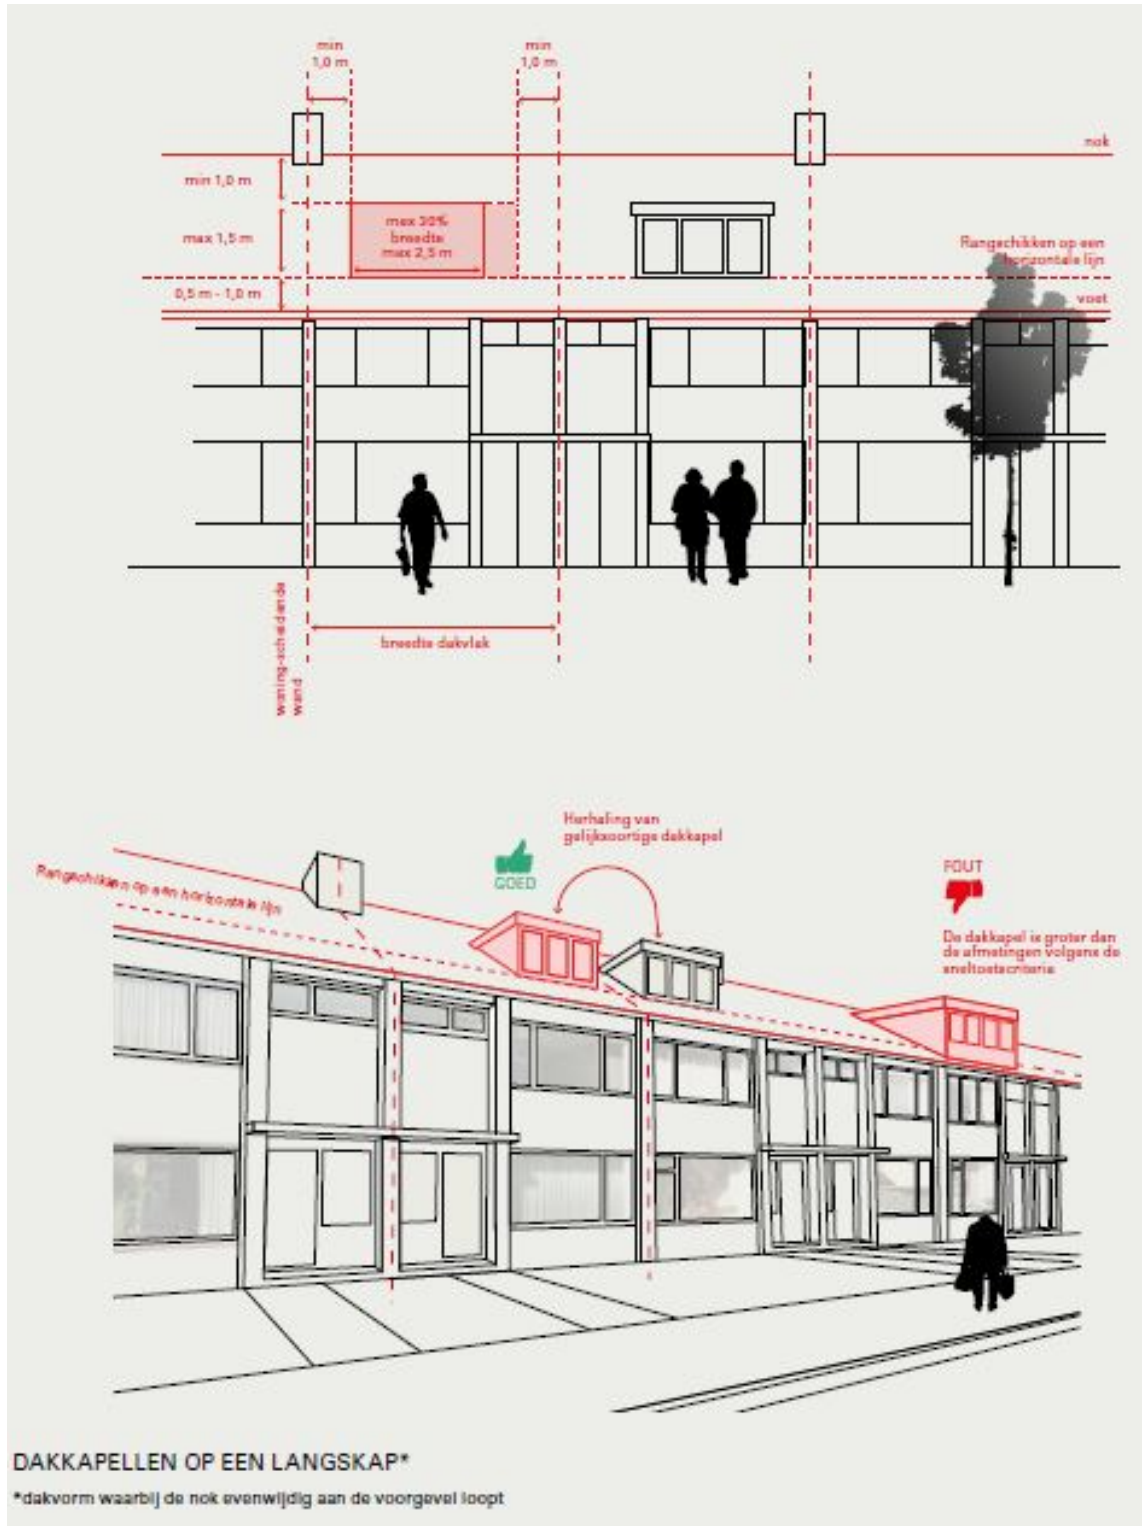 min
1,0 m
min
1,0 m
nok
min 1,0 m
max 1,5 m
max 30%
breedte
max 2,5 m
Rangschikken op een
horizontale lijn
0,5 m - 1,0 m
voet
breedte dakvlak
woning-scheidende
wand
Herhaling van
gelijksoortige dakkapel
GOED
FOUT
Rangschikken op een horizontale lijn
De dakkapel is groter dan
de afmetingen volgens de
sneltoetscriteria
DAKKAPELLEN OP EEN LANGSKAP*
*dakvorm waarbij de nok evenwijdig aan de voorgevel loopt